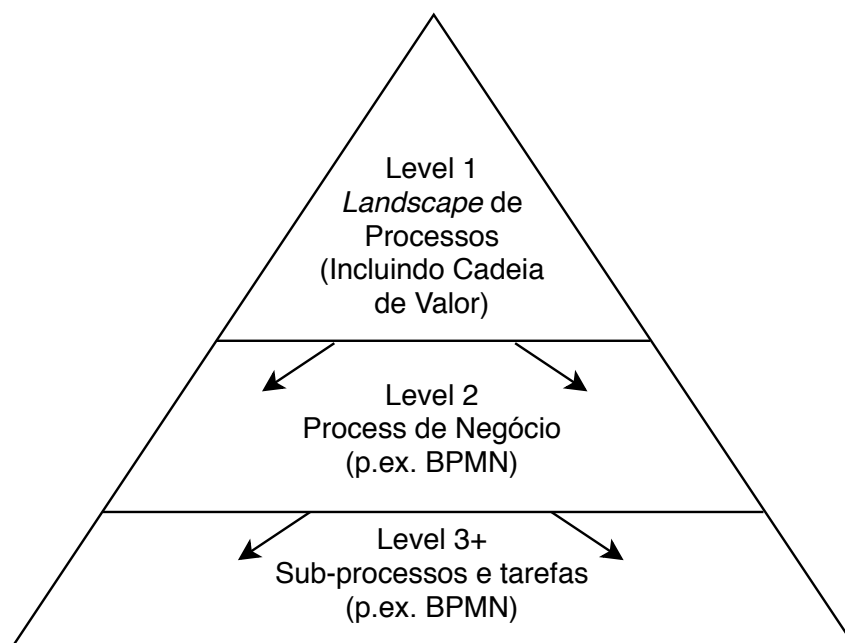 Level 1
Landscape de
Processos
(Incluindo Cadeia
de Valor)
Level 2
Process de Negócio
(p.ex. BPMN)
Level 3+
Sub-processos e tarefas
(p.ex. BPMN)